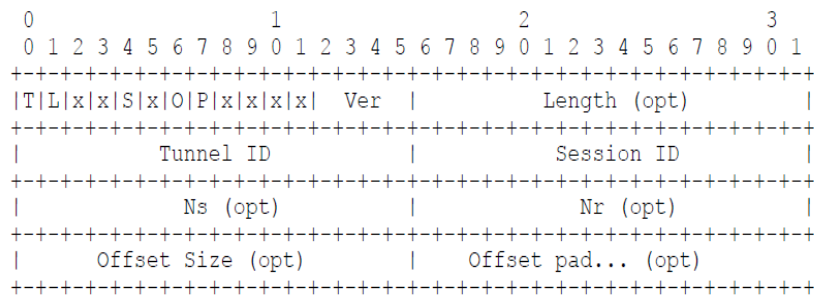 0                   1                   2                   3
 0 1 2 3 4 5 6 7 8 9 0 1 2 3 4 5 6 7 8 9 0 1 2 3 4 5 6 7 8 9 0 1
+-+-+-+-+-+-+-+-+-+-+-+-+-+-+-+-+-+-+-+-+-+-+-+-+-+-+-+-+-+-+-+-+
|T|L|x|x|S|x|O|P|x|x|x|x|  Ver  |          Length (opt)         |
+-+-+-+-+-+-+-+-+-+-+-+-+-+-+-+-+-+-+-+-+-+-+-+-+-+-+-+-+-+-+-+-+
|           Tunnel ID           |           Session ID          |
+-+-+-+-+-+-+-+-+-+-+-+-+-+-+-+-+-+-+-+-+-+-+-+-+-+-+-+-+-+-+-+-+
|             Ns (opt)          |             Nr (opt)          |
+-+-+-+-+-+-+-+-+-+-+-+-+-+-+-+-+-+-+-+-+-+-+-+-+-+-+-+-+-+-+-+-+
|      Offset Size (opt)        |    Offset pad... (opt)
+-+-+-+-+-+-+-+-+-+-+-+-+-+-+-+-+-+-+-+-+-+-+-+-+-+-+-+-+-+-+-+-+